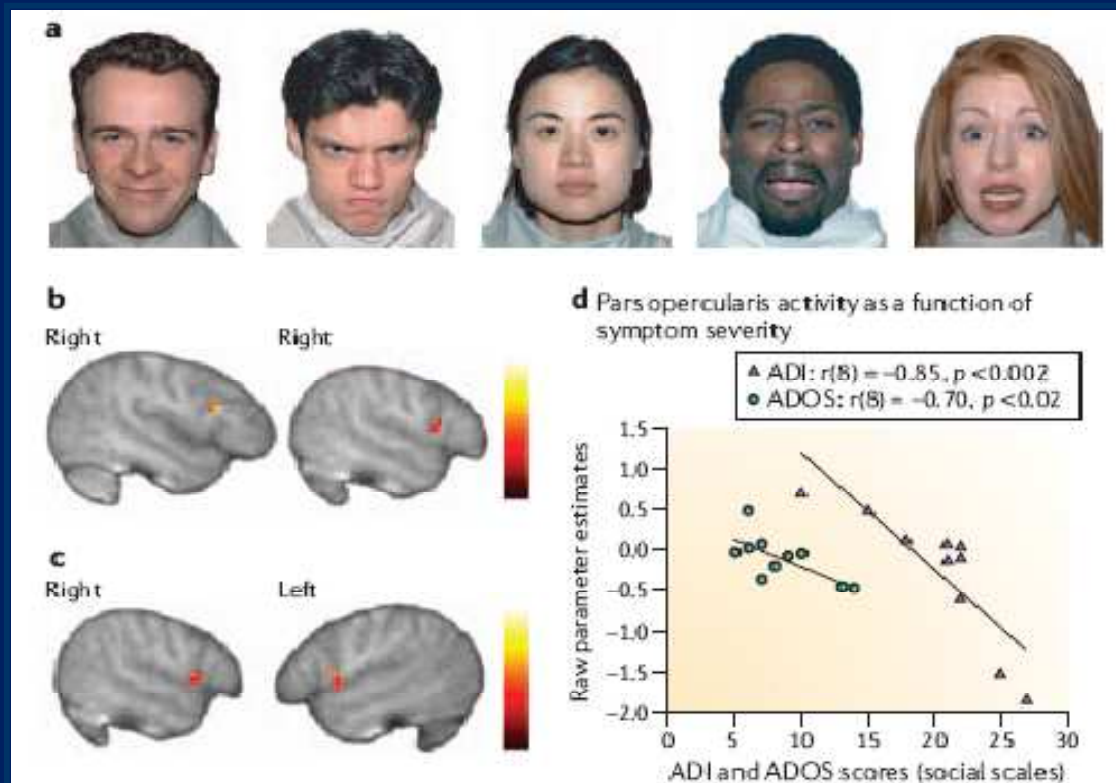 a
b
Right
Right
c
Right
Left
d Pars opercularis activity as a function of
symptom severity
ADI: r(8) = −0.85, p <0.002
ADOS: r(8) = −0.70, p <0.02
Raw parameter estimates
1.5
1.0
0.5
0.0
−0.5
−1.0
−1.5
−2.0
0 5 10 15 20 25 30
ADI and ADOS scores (social scales)